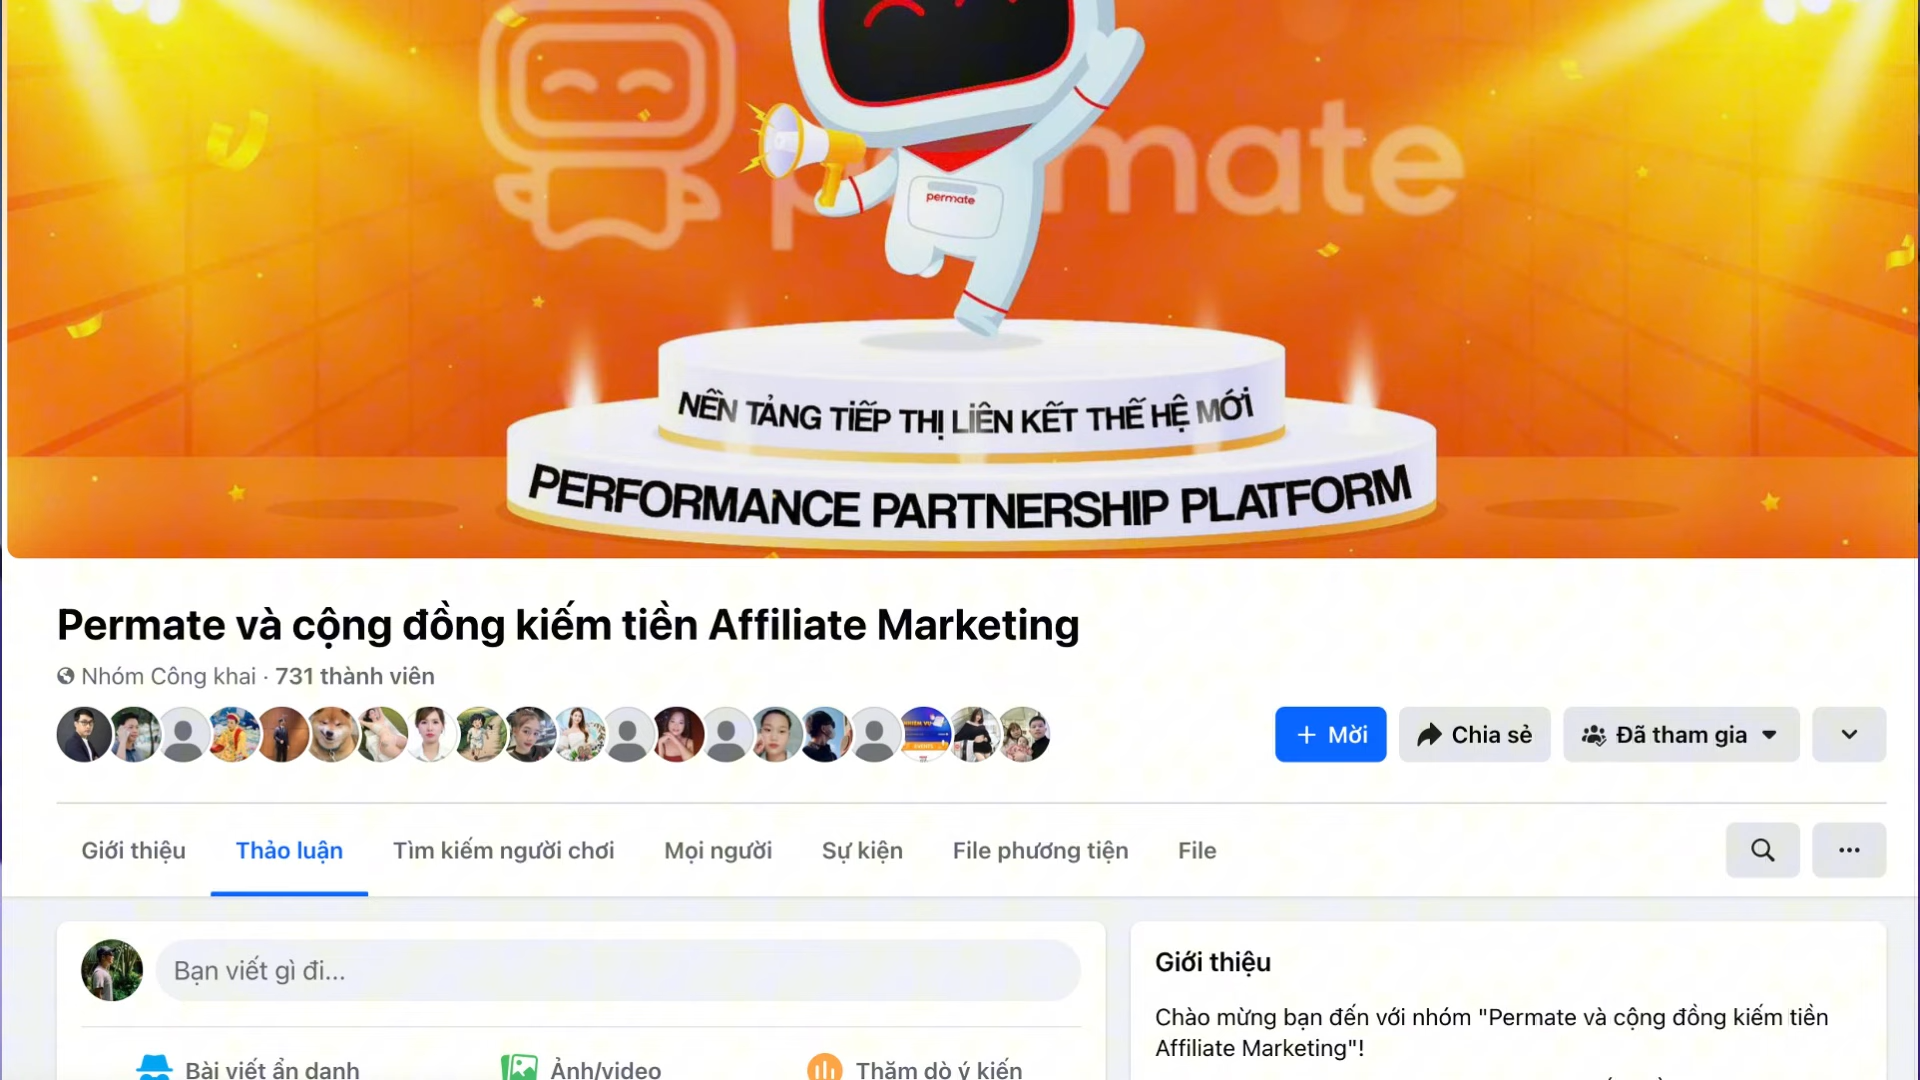 permate
permate
NỀN TẢNG TIẾP THỊ LIÊN KẾT THẾ HỆ MỚI
PERFORMANCE PARTNERSHIP PLATFORM
Permate và cộng đồng kiếm tiền Affiliate Marketing
Nhóm Công khai · 731 thành viên
+ Mời
Chia sẻ
Đã tham gia
Giới thiệu
Thảo luận
Tìm kiếm người chơi
Mọi người
Sự kiện
File phương tiện
File
Bạn viết gì đi...
Bài viết ẩn danh
Ảnh/video
Thăm dò ý kiến
Giới thiệu
Chào mừng bạn đến với nhóm "Permate và cộng đồng kiếm tiền
Affiliate Marketing"!